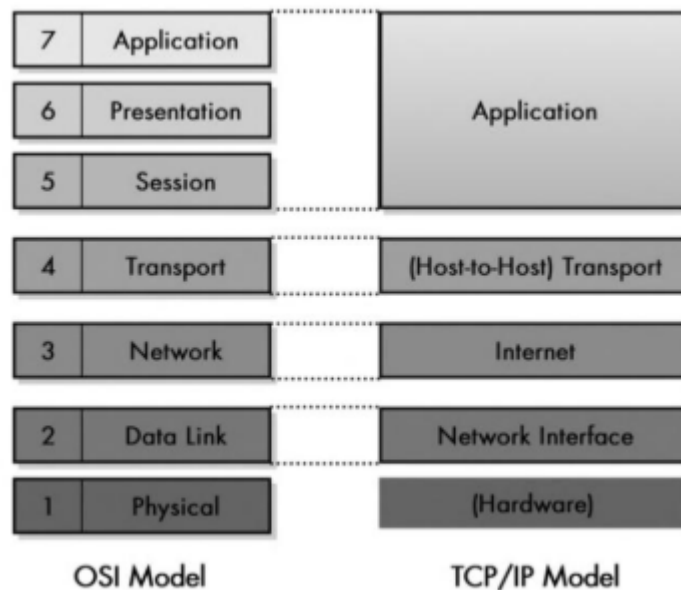 7 Application
6 Presentation
5 Session
Application
4 Transport
(Host-to-Host) Transport
3 Network
Internet
2 Data Link
Network Interface
1 Physical
(Hardware)
OSI Model
TCP/IP Model